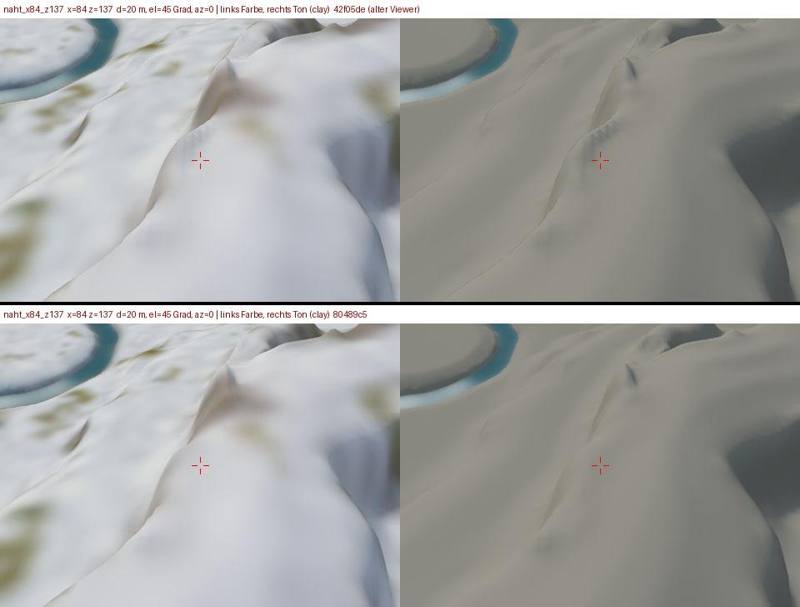 naht_x84_z137 x=84 z=137 d=20 m, el=45 Grad, az=0 | links Farbe, rechts Ton (clay) 42f05de (alter Viewer)
naht_x84_z137 x=84 z=137 d=20 m, el=45 Grad, az=0 | links Farbe, rechts Ton (clay) 80489c5